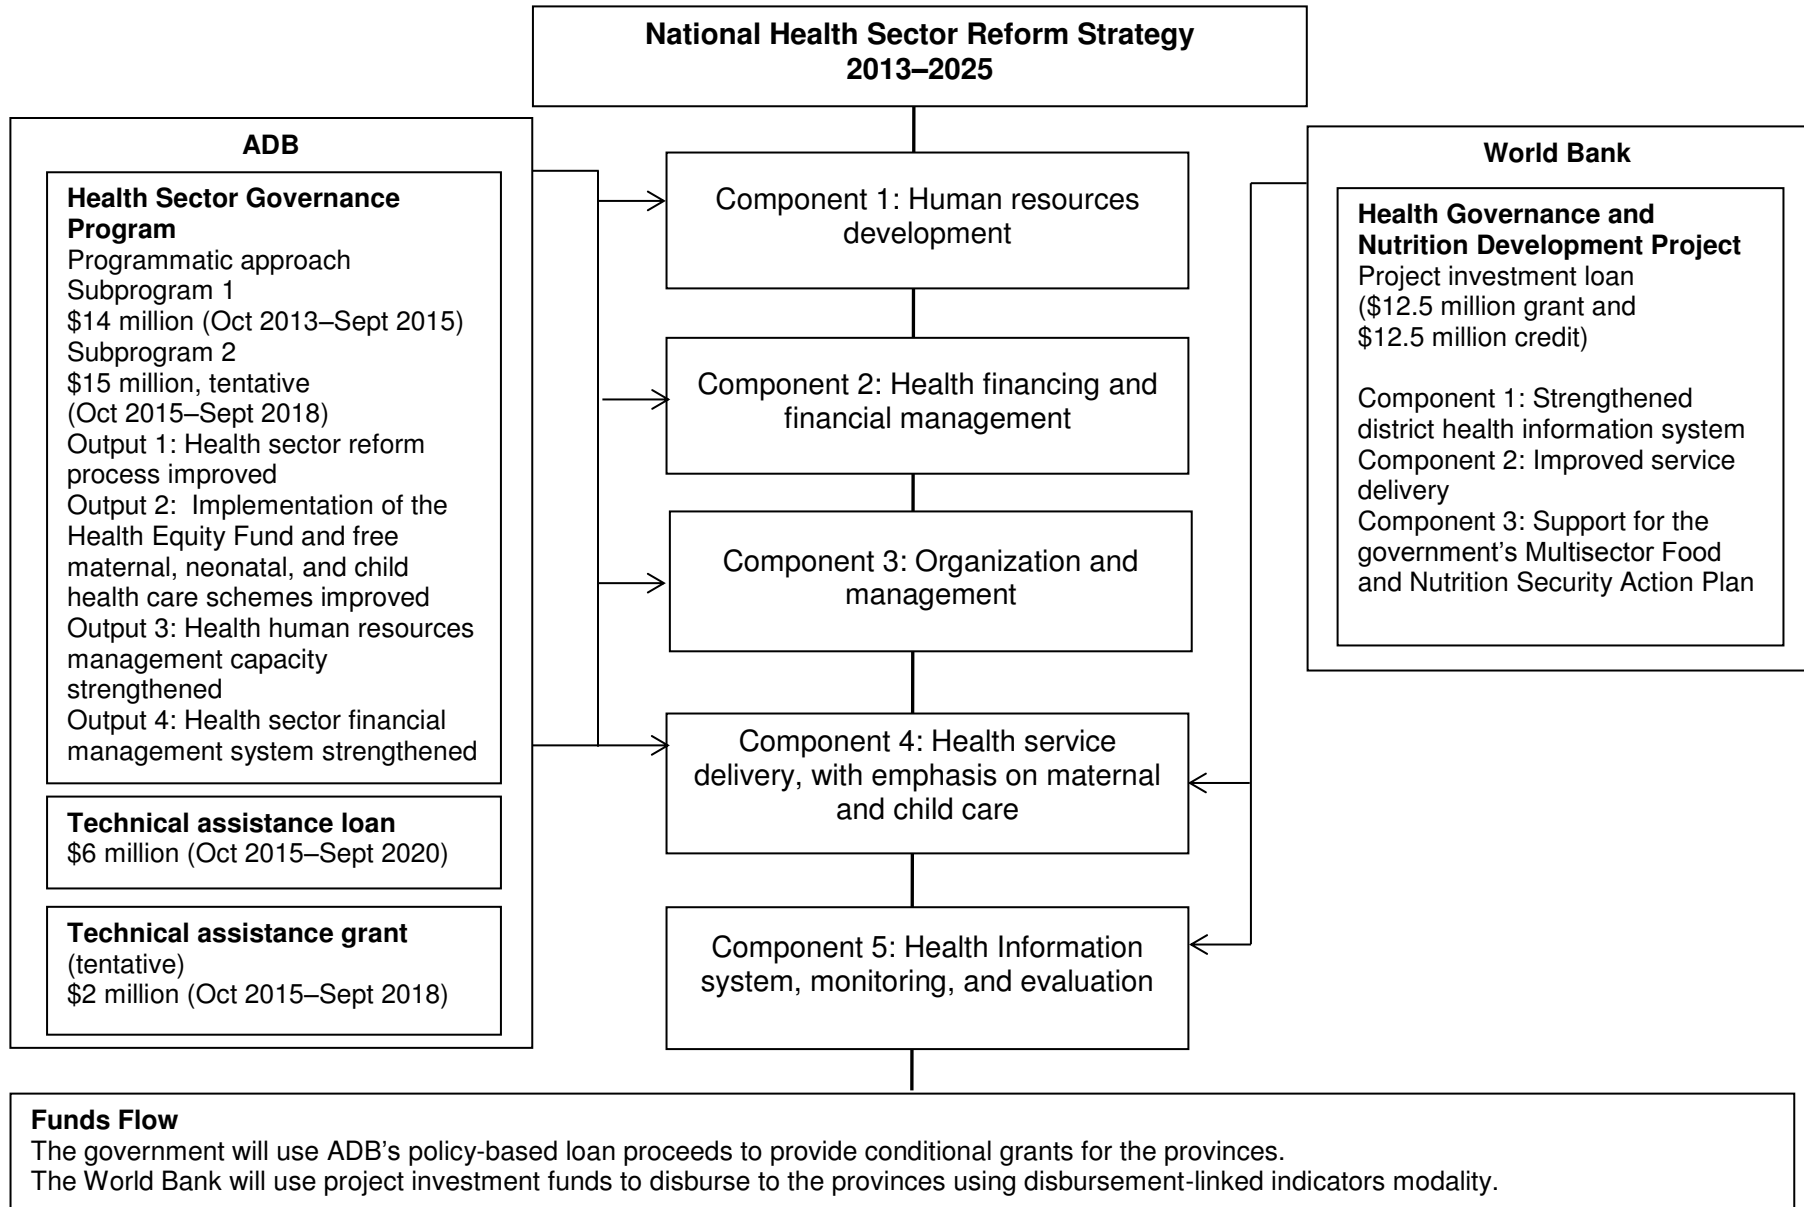 National Health Sector Reform Strategy
2013–2025
ADB
Health Sector Governance
Program
Programmatic approach
Subprogram 1
$14 million (Oct 2013–Sept 2015)
Subprogram 2
$15 million, tentative
(Oct 2015–Sept 2018)
Output 1: Health sector reform
process improved
Output 2:  Implementation of the
Health Equity Fund and free
maternal, neonatal, and child
health care schemes improved
Output 3: Health human resources
management capacity
strengthened
Output 4: Health sector financial
management system strengthened
Technical assistance loan
$6 million (Oct 2015–Sept 2020)
Technical assistance grant
(tentative)
$2 million (Oct 2015–Sept 2018)
Component 1: Human resources
development
Component 2: Health financing and
financial management
Component 3: Organization and
management
Component 4: Health service
delivery, with emphasis on maternal
and child care
Component 5: Health Information
system, monitoring, and evaluation
World Bank
Health Governance and
Nutrition Development Project
Project investment loan
($12.5 million grant and
$12.5 million credit)
Component 1: Strengthened
district health information system
Component 2: Improved service
delivery
Component 3: Support for the
government’s Multisector Food
and Nutrition Security Action Plan
Funds Flow
The government will use ADB’s policy-based loan proceeds to provide conditional grants for the provinces.
The World Bank will use project investment funds to disburse to the provinces using disbursement-linked indicators modality.